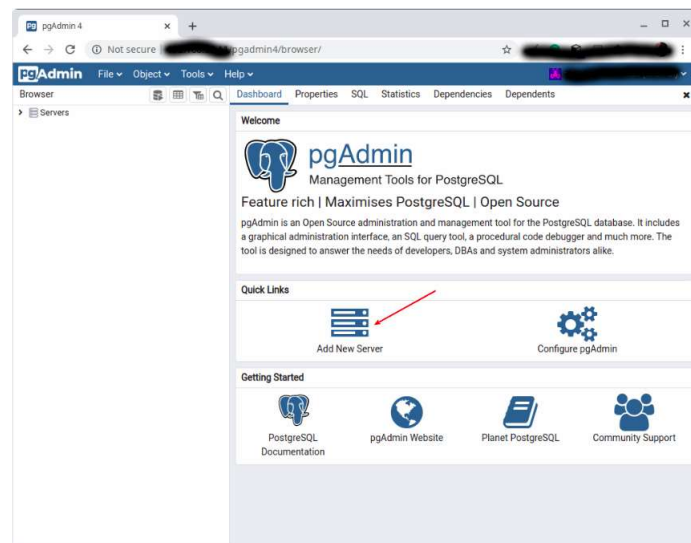 pgAdmin 4
Not secure
pgadmin4/browser/
pgAdmin File Object Tools Help
Browser
Dashboard Properties SQL Statistics Dependencies Dependents
Servers
Welcome
pgAdmin
Management Tools for PostgreSQL
Feature rich | Maximises PostgreSQL | Open Source
pgAdmin is an Open Source administration and management tool for the PostgreSQL database. It includes
a graphical administration interface, an SQL query tool, a procedural code debugger and much more. The
tool is designed to answer the needs of developers, DBAs and system administrators alike.
Quick Links
Add New Server
Configure pgAdmin
Getting Started
PostgreSQL
Documentation
pgAdmin Website
Planet PostgreSQL
Community Support